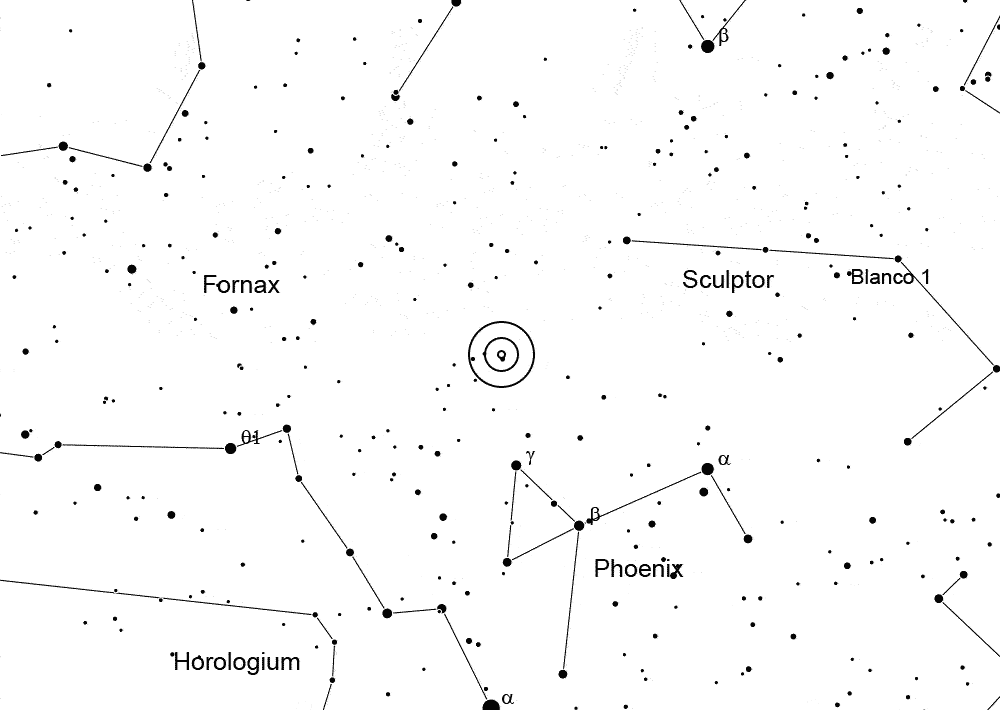 β
Fornax
Sculptor
Blanco 1
θ1
γ
α
β
Phoenix
Horologium
α